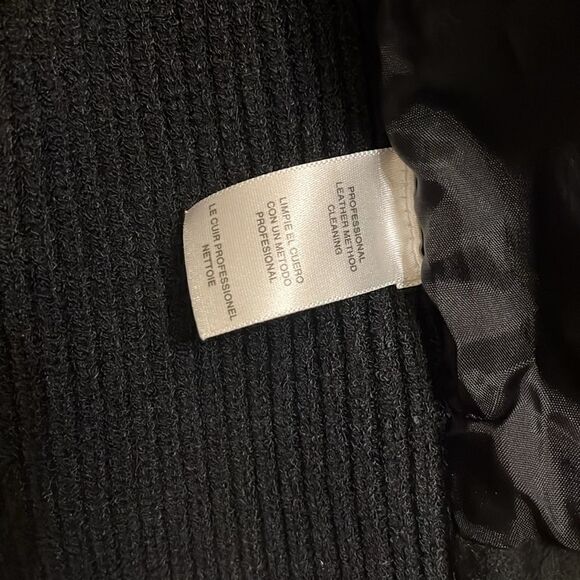 PROFESSIONAL
LEATHER METHOD
CLEANING
LIMPIE EL CUERO
CON UN METODO
PROFESIONAL
LE CUIR PROFESSIONEL
NETTOIE